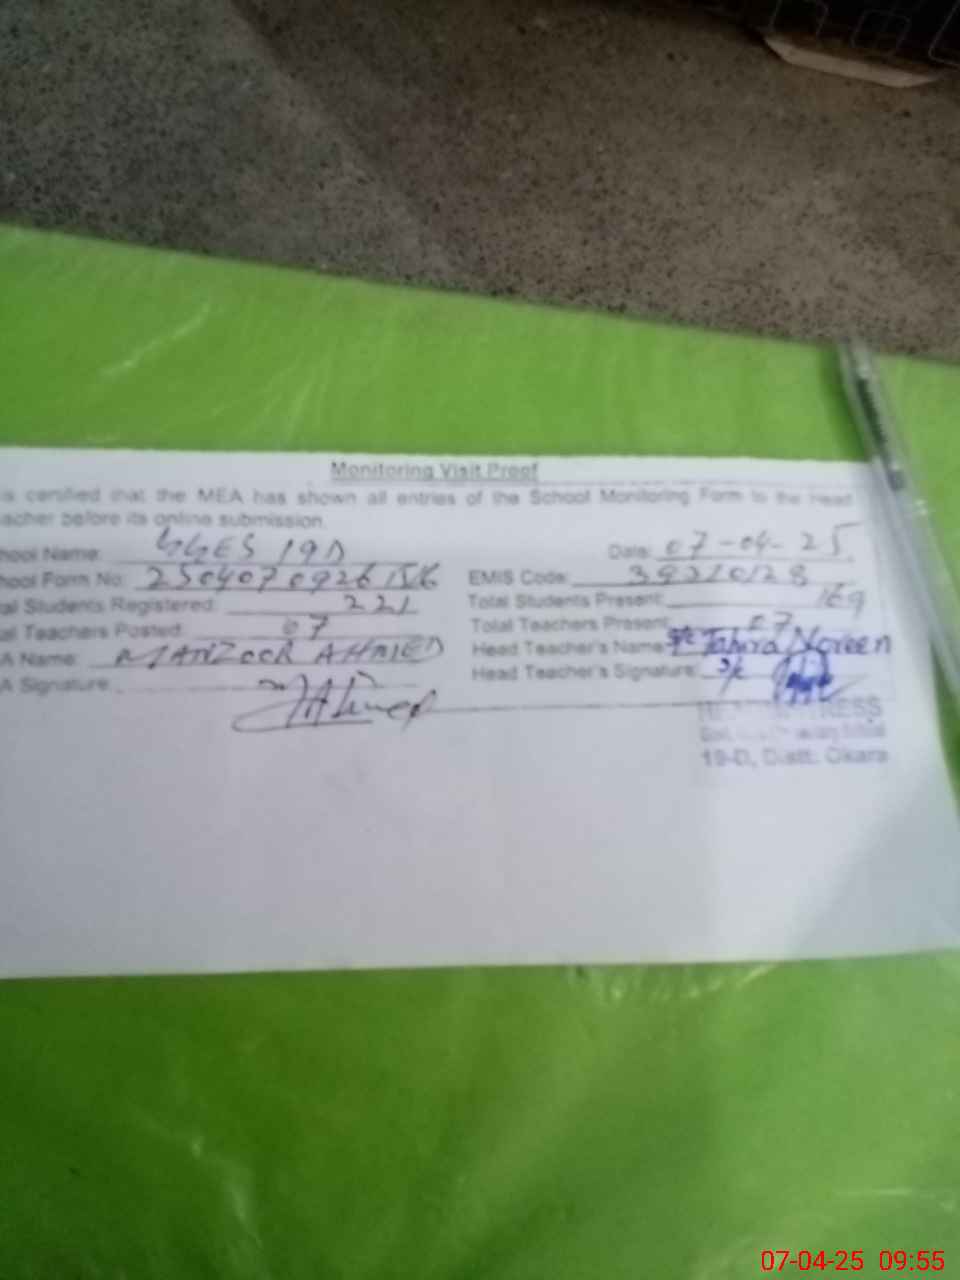 Monitoring Visit Proof
is certified that the MEA has shown all entries of the School Monitoring Form to the Head
acher before its online submission.
hool Name: GGES 19D Date: 07-04-25
hool Form No: EMIS Code: 39210128
al Students Registered: 221 Total Students Present: 169
al Teachers Posted: 07 Total Teachers Present: 07
A Name: MANZOOR AHMED Head Teacher's Name: Tahira Noreen
A Signature: Head Teacher's Signature:
19-D, Distt. Okara
07-04-25 09:55